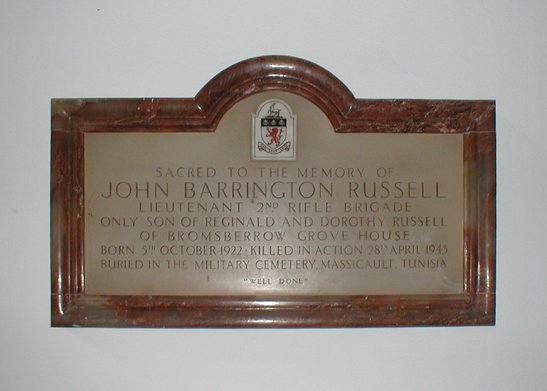 SACRED TO THE MEMORY OF
JOHN BARRINGTON RUSSELL
LIEUTENANT 2ND RIFLE BRIGADE
ONLY SON OF REGINALD AND DOROTHY RUSSELL
OF BROMSBERROW GROVE HOUSE
BORN 5TH OCTOBER 1922 · KILLED IN ACTION 28TH APRIL 1943
BURIED IN THE MILITARY CEMETERY, MASSICAULT, TUNISIA
"WELL DONE"